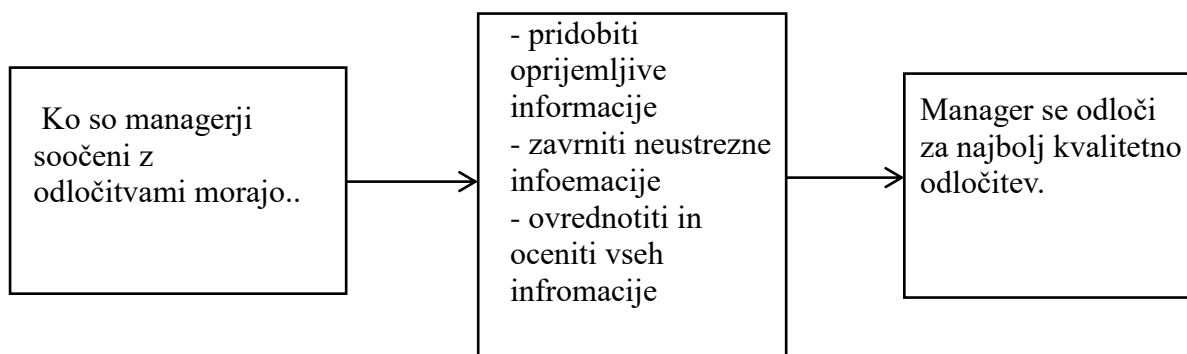 Ko so managerji
soočeni z
odločitvami morajo..
- pridobiti
oprijemljive
informacije
- zavrniti neustrezne
infoemacije
- ovrednotiti in
oceniti vseh
infromacije
Manager se odloči
za najbolj kvalitetno
odločitev.